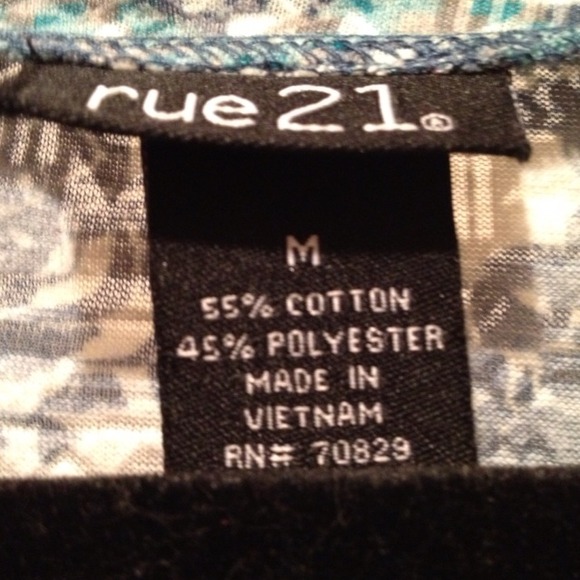 rue21®
M
55% COTTON
45% POLYESTER
MADE IN
VIETNAM
RN# 70829